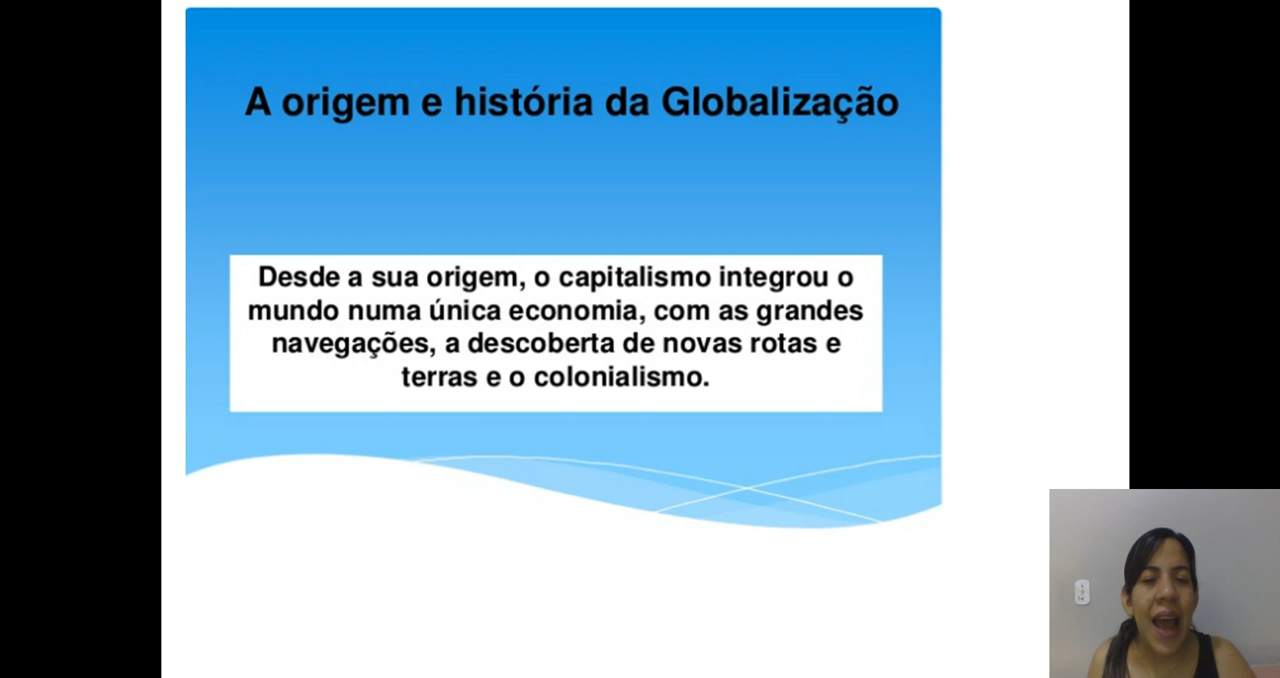 A origem e história da Globalização
Desde a sua origem, o capitalismo integrou o
mundo numa única economia, com as grandes
navegações, a descoberta de novas rotas e
terras e o colonialismo.